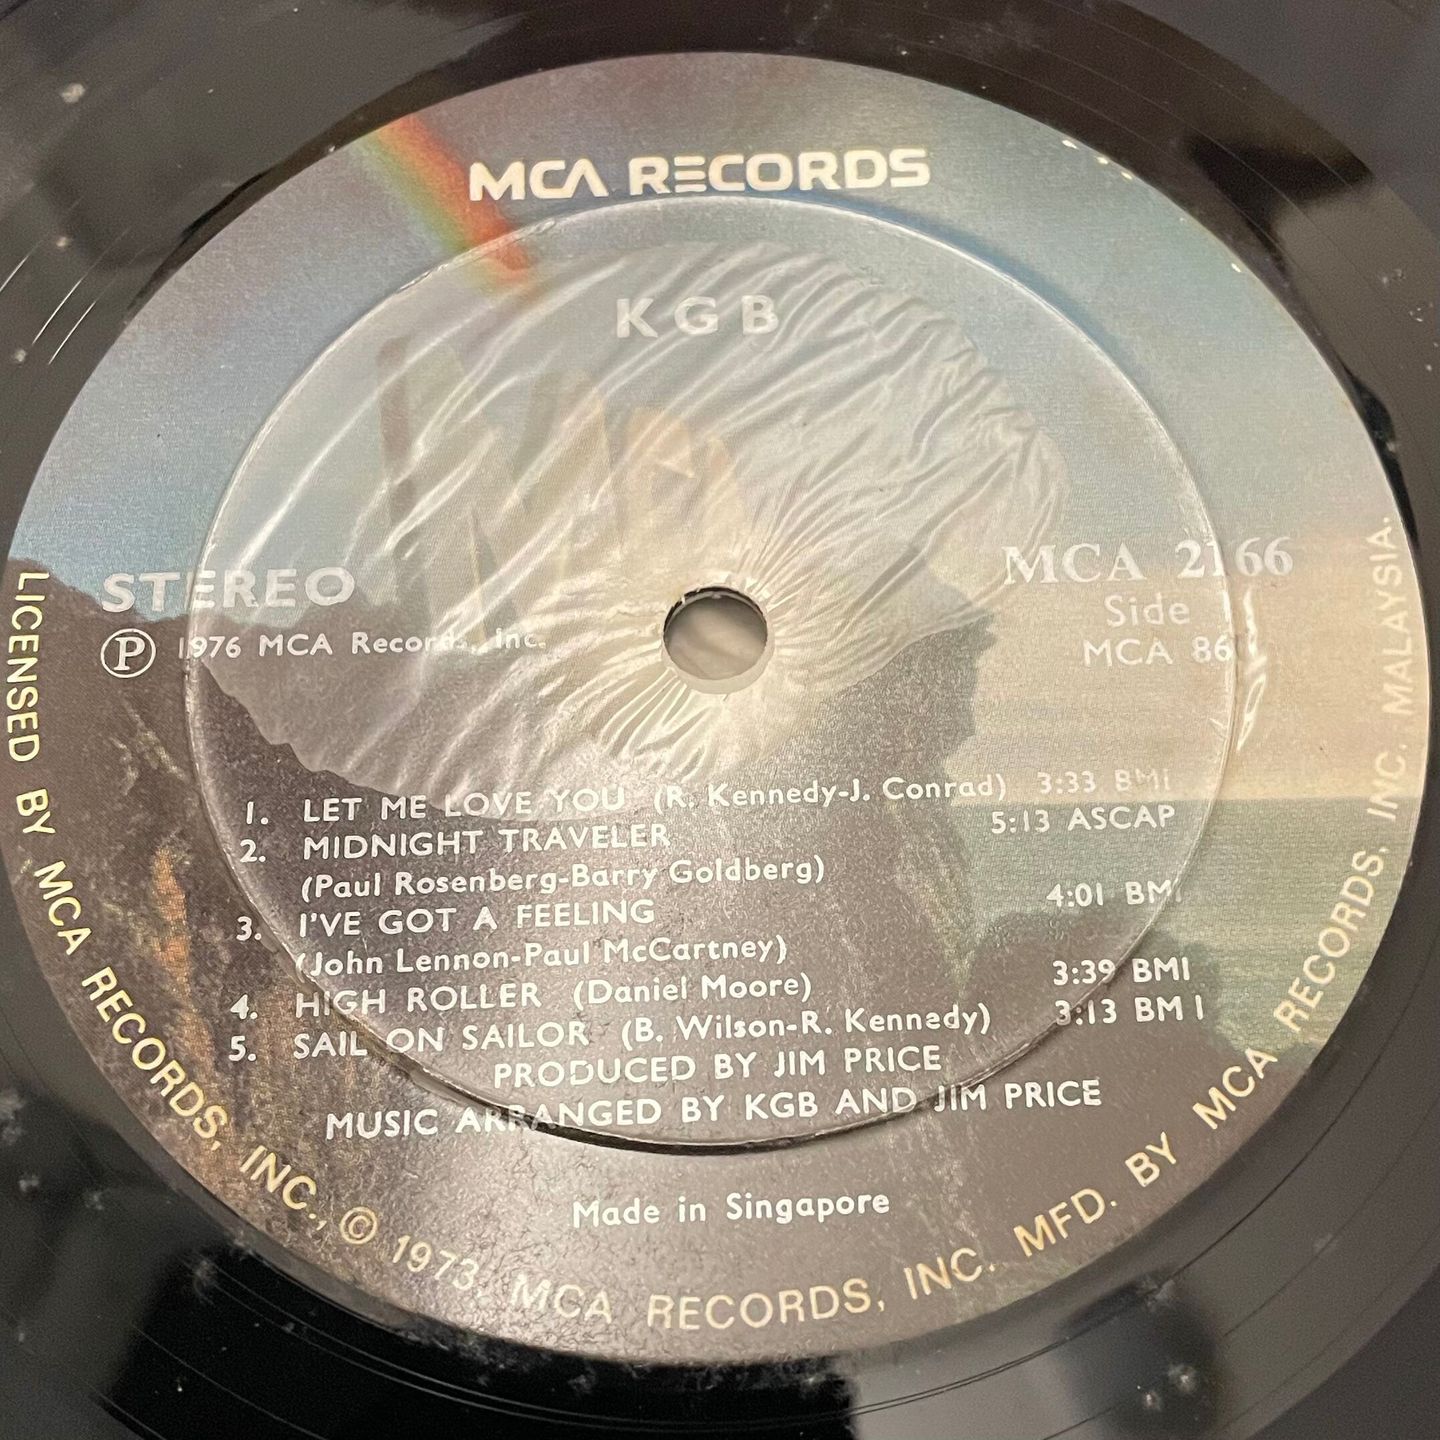 MCA RECORDS
KGB
STEREO
Ⓟ 1976 MCA Records, Inc.
MCA 2166
Side
MCA 86
1. LET ME LOVE YOU (R. Kennedy-J. Conrad) 3:33 BMI
2. MIDNIGHT TRAVELER 5:13 ASCAP
(Paul Rosenberg-Barry Goldberg)
3. I'VE GOT A FEELING 4:01 BMI
(John Lennon-Paul McCartney)
4. HIGH ROLLER (Daniel Moore) 3:39 BMI
5. SAIL ON SAILOR (B. Wilson-R. Kennedy) 3:13 BMI
PRODUCED BY JIM PRICE
MUSIC ARRANGED BY KGB AND JIM PRICE
Made in Singapore
LICENSED BY MCA RECORDS, INC., © 1973, MCA RECORDS, INC. MFD. BY MCA RECORDS, INC. MALAYSIA.